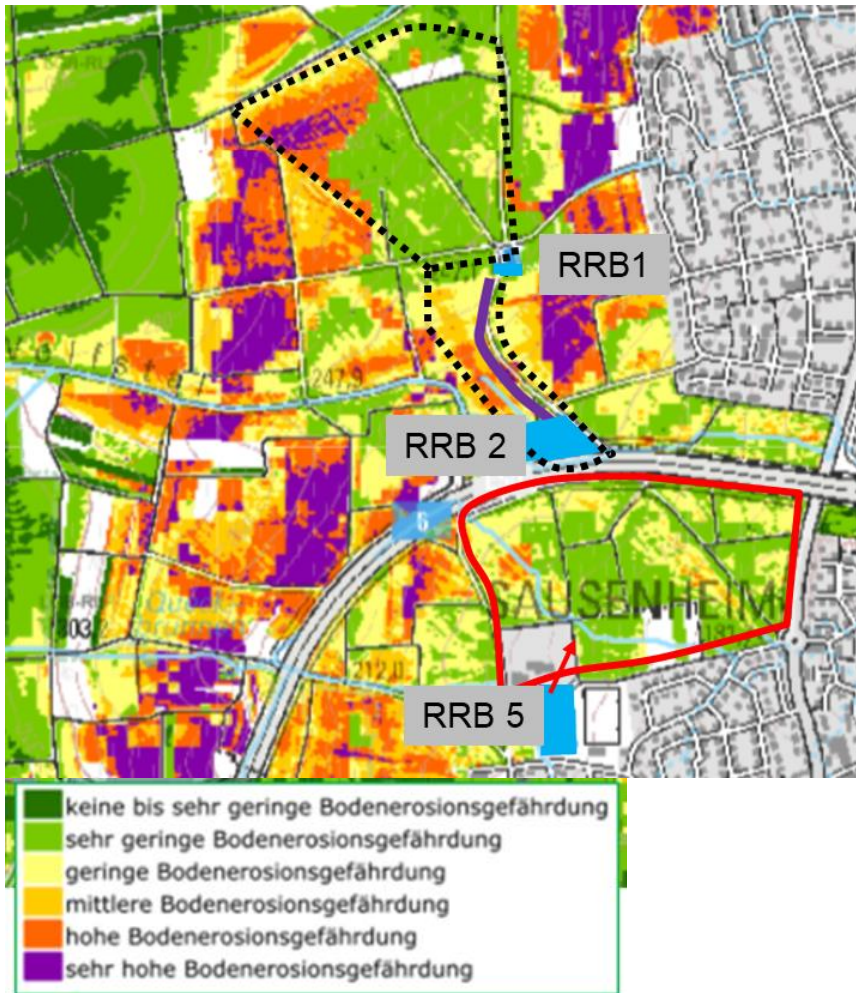 RRB1
247,9
RRB 2
6
SAUSENHEIM
212,0
RRB 5
keine bis sehr geringe Bodenerosionsgefährdung
sehr geringe Bodenerosionsgefährdung
geringe Bodenerosionsgefährdung
mittlere Bodenerosionsgefährdung
hohe Bodenerosionsgefährdung
sehr hohe Bodenerosionsgefährdung